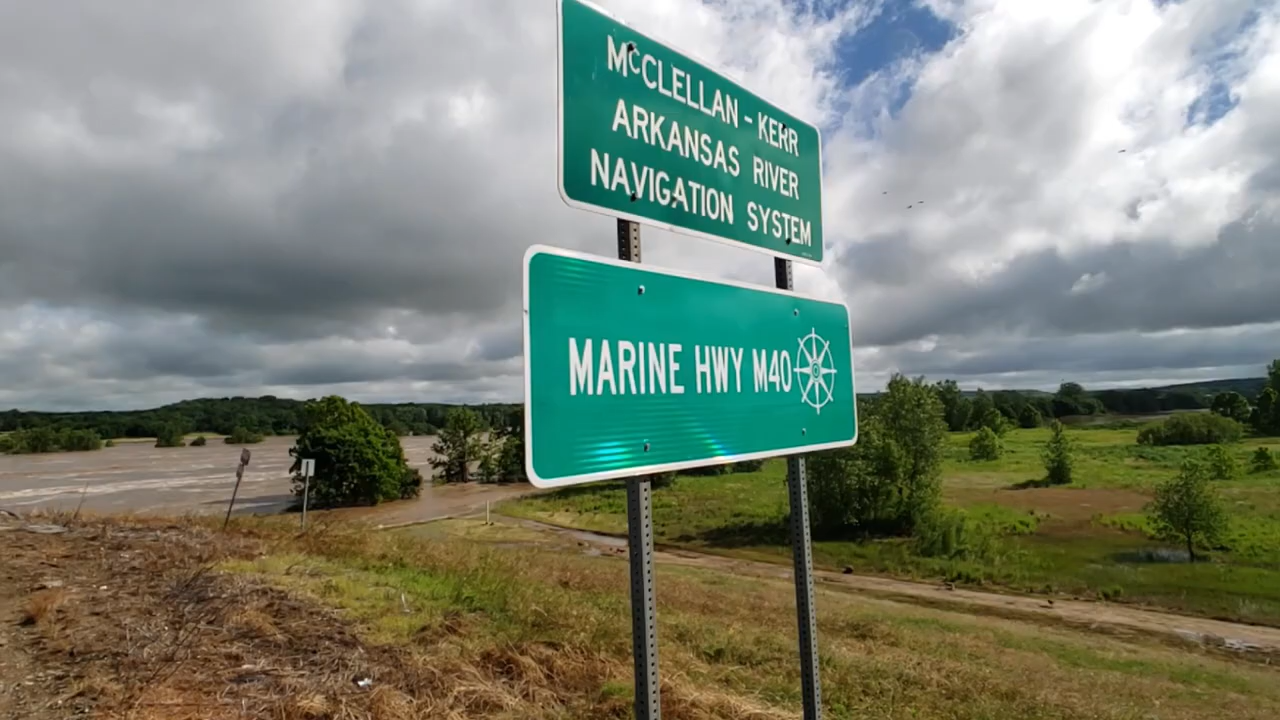 McCLELLAN - KERR
ARKANSAS RIVER
NAVIGATION SYSTEM
MARINE HWY M40